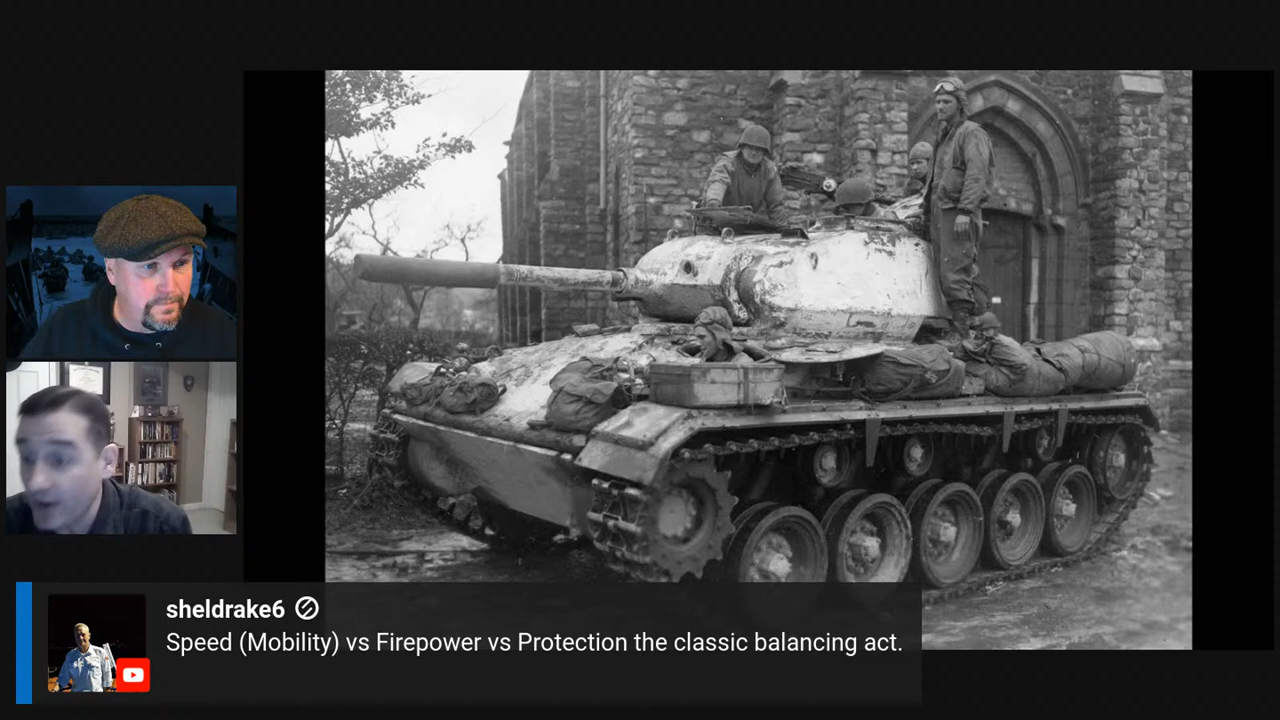 sheldrake6
Speed (Mobility) vs Firepower vs Protection the classic balancing act.